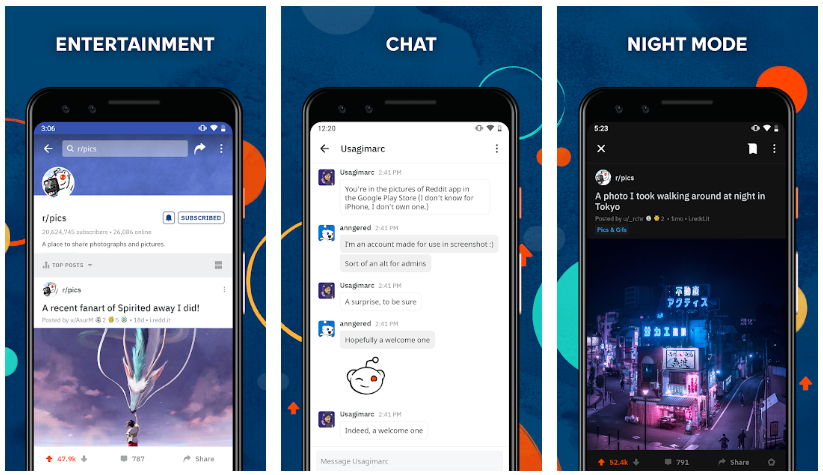 ENTERTAINMENT
3:06
r/pics
r/pics
SUBSCRIBED
20,624,745 subscribers • 26,086 online
A place to share photographs and pictures.
TOP POSTS
r/pics
A recent fanart of Spirited away I did!
Posted by u/AsurM 2 5 • 18d • i.redd.it
47.9k
787
Share
CHAT
12:20
Usagimarc
Usagimarc 2:41 PM
You're in the pictures of Reddit app in
the Google Play Store (I don't know for
iPhone, I don't own one.)
anngered 2:41 PM
I'm an account made for use in screenshot :)
Sort of an alt for admins
Usagimarc 2:41 PM
A surprise, to be sure
anngered 2:41 PM
Hopefully a welcome one
Usagimarc 2:41 PM
Indeed, a welcome one
Message Usagimarc
NIGHT MODE
5:23
r/pics
A photo I took walking around at night in
Tokyo
Posted by u/_rchr 2 • 1mo • i.redd.it
Pics & Gifs
不動産
アクティス
52.4k
791
Share